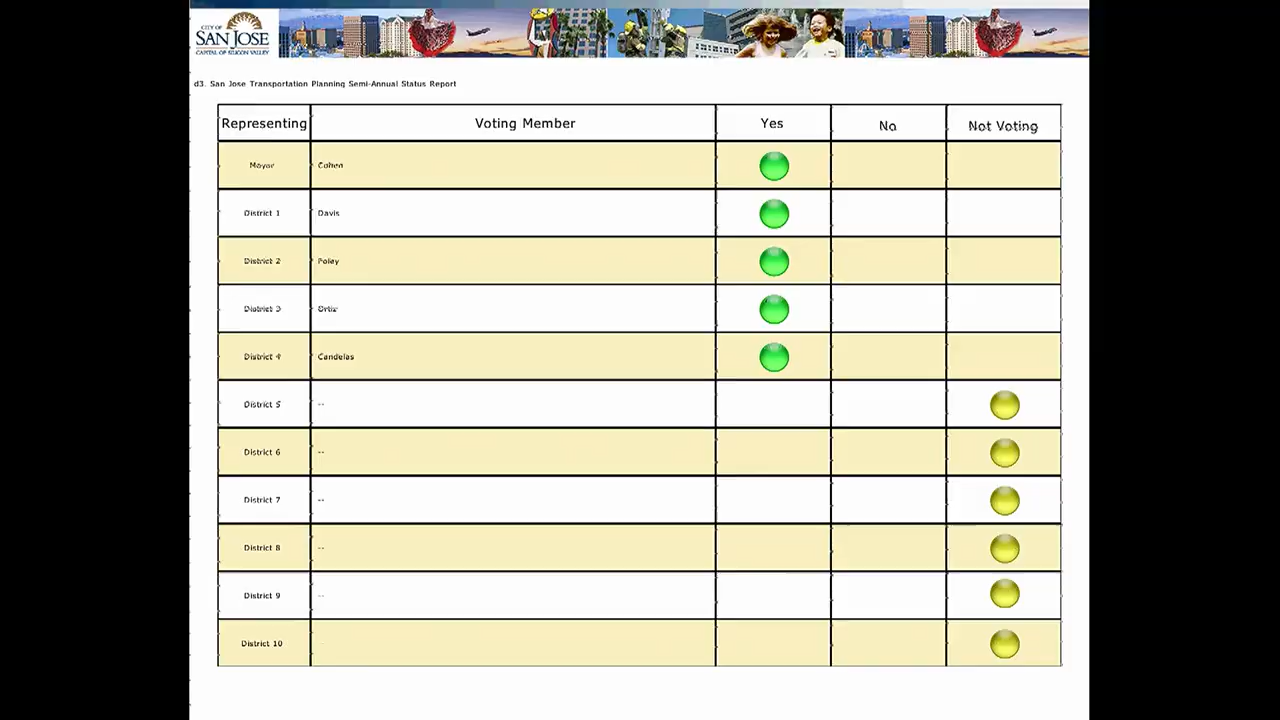 CITY OF
SAN JOSE
CAPITAL OF SILICON VALLEY
d3. San Jose Transportation Planning Semi-Annual Status Report
Representing Voting Member Yes No Not Voting
Mayor Cohen
District 1 Davis
District 2 Foley
District 3 Ortiz
District 4 Candelas
District 5 --
District 6 --
District 7 --
District 8 --
District 9 --
District 10